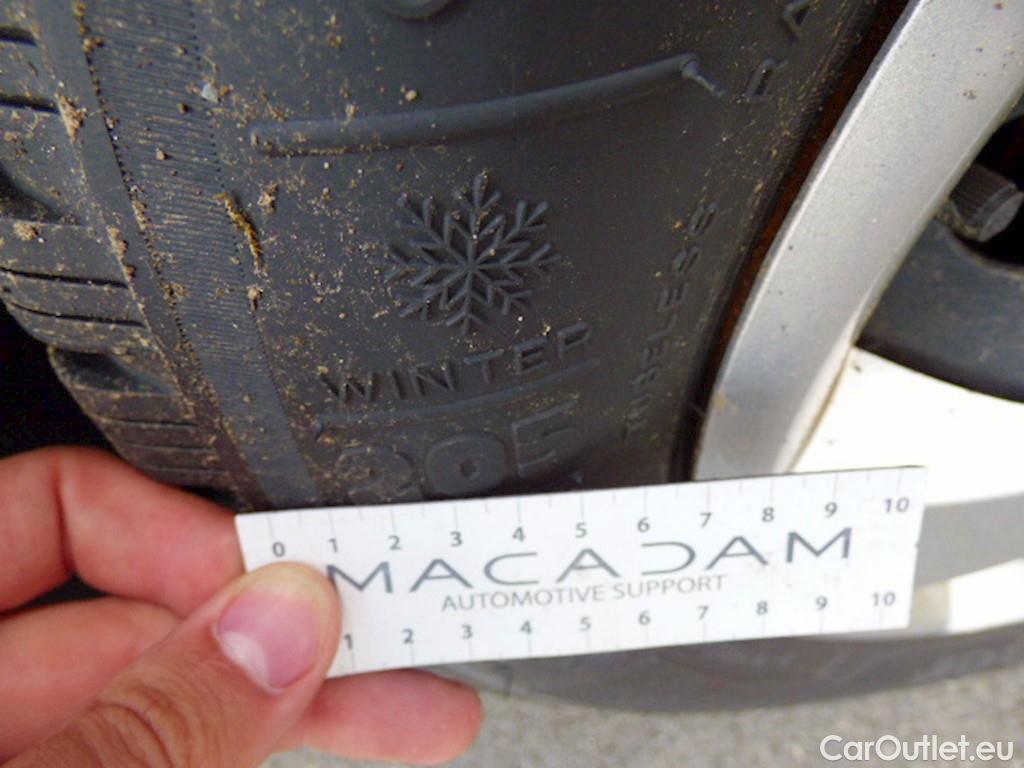 RA
TUBELESS
WINTER
205
0 1 2 3 4 5 6 7 8 9 10
MACADAM
AUTOMOTIVE SUPPORT
1 2 3 4 5 6 7 8 9 10
CarOutlet.eu